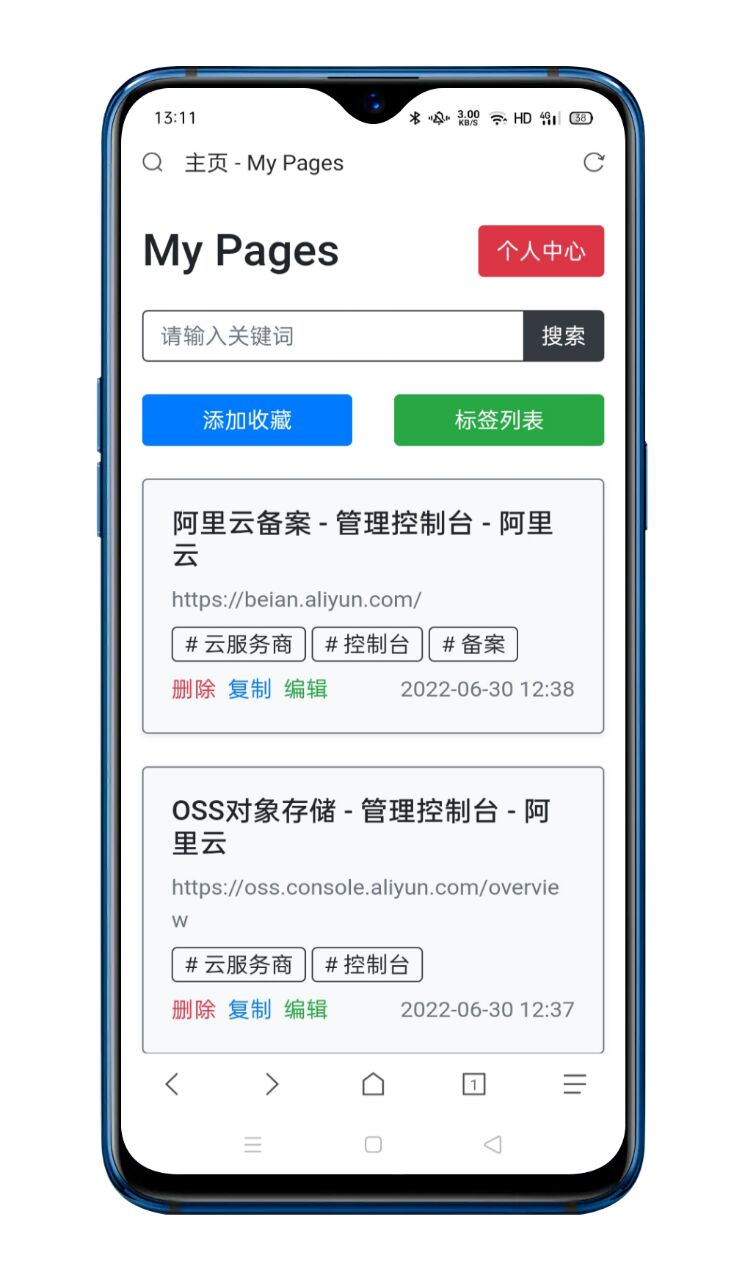 13:11 3.00 KB/S HD 4G 38
主页 - My Pages
My Pages 个人中心
请输入关键词 搜索
添加收藏 标签列表
阿里云备案 - 管理控制台 - 阿里
云
https://beian.aliyun.com/
# 云服务商 # 控制台 # 备案
删除 复制 编辑 2022-06-30 12:38
OSS对象存储 - 管理控制台 - 阿
里云
https://oss.console.aliyun.com/overvie
w
# 云服务商 # 控制台
删除 复制 编辑 2022-06-30 12:37
1